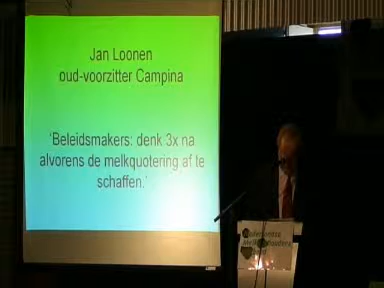 Jan Loonen
oud-voorzitter Campina
'Beleidsmakers: denk 3x na
alvorens de melkquotering af te
schaffen.'